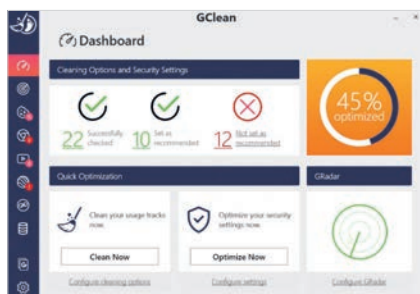 GClean
Dashboard
Cleaning Options and Security Settings
22 Successfully checked
10 Set as recommended
12 Not set as recommended
45%
optimized
Quick Optimization
GRadar
Clean your usage tracks
now.
Optimize your security
settings now.
Clean Now
Optimize Now
Configure cleaning options
Configure settings
Configure GRadar